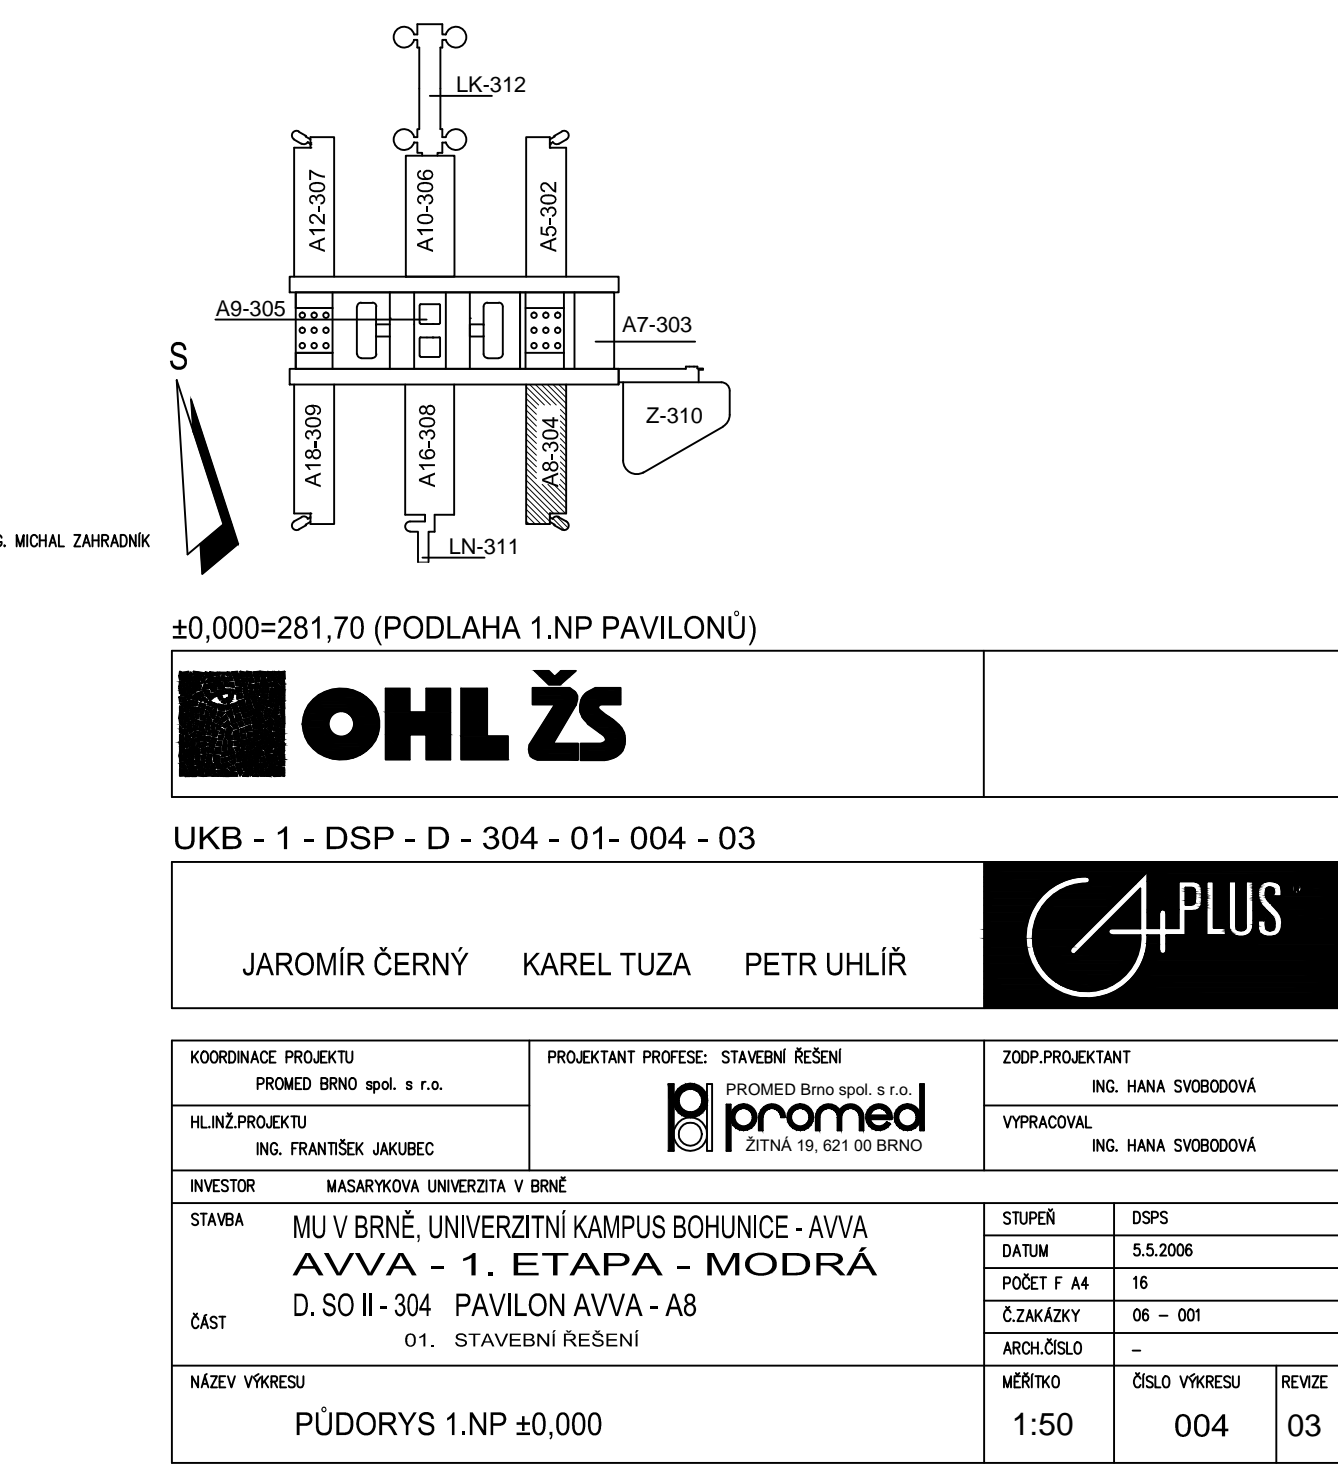 LK-312
A12-307
A10-306
A5-302
A9-305
A7-303
S
A18-309
A16-308
A8-304
Z-310
LN-311
MICHAL ZAHRADNÍK
±0,000=281,70 (PODLAHA 1.NP PAVILONŮ)
OHL ŽS
UKB - 1 - DSP - D - 304 - 01- 004 - 03
JAROMÍR ČERNÝ KAREL TUZA PETR UHLÍŘ
A+PLUS
KOORDINACE PROJEKTU
PROMED BRNO spol. s r.o.
HL.INŽ.PROJEKTU
ING. FRANTIŠEK JAKUBEC
PROJEKTANT PROFESE: STAVEBNÍ ŘEŠENÍ
PROMED Brno spol. s r.o.
promed
ŽITNÁ 19, 621 00 BRNO
ZODP.PROJEKTANT
ING. HANA SVOBODOVÁ
VYPRACOVAL
ING. HANA SVOBODOVÁ
INVESTOR MASARYKOVA UNIVERZITA V BRNĚ
STAVBA MU V BRNĚ, UNIVERZITNÍ KAMPUS BOHUNICE - AVVA
AVVA - 1. ETAPA - MODRÁ
ČÁST D. SO II - 304 PAVILON AVVA - A8
01. STAVEBNÍ ŘEŠENÍ
STUPEŇ DSPS
DATUM 5.5.2006
POČET F A4 16
Č.ZAKÁZKY 06 - 001
ARCH.ČÍSLO -
NÁZEV VÝKRESU
PŮDORYS 1.NP ±0,000
MĚŘÍTKO
1:50
ČÍSLO VÝKRESU
004
REVIZE
03